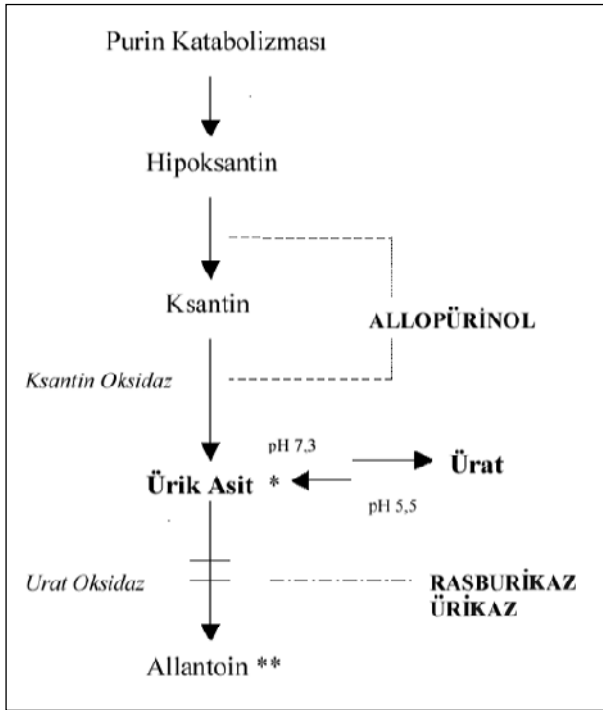 Purin Katabolizması
Hipoksantin
Ksantin
ALLOPÜRİNOL
Ksantin Oksidaz
pH 7,3
Ürik Asit *
Ürat
pH 5,5
Urat Oksidaz
RASBURİKAZ
ÜRİKAZ
Allantoin **